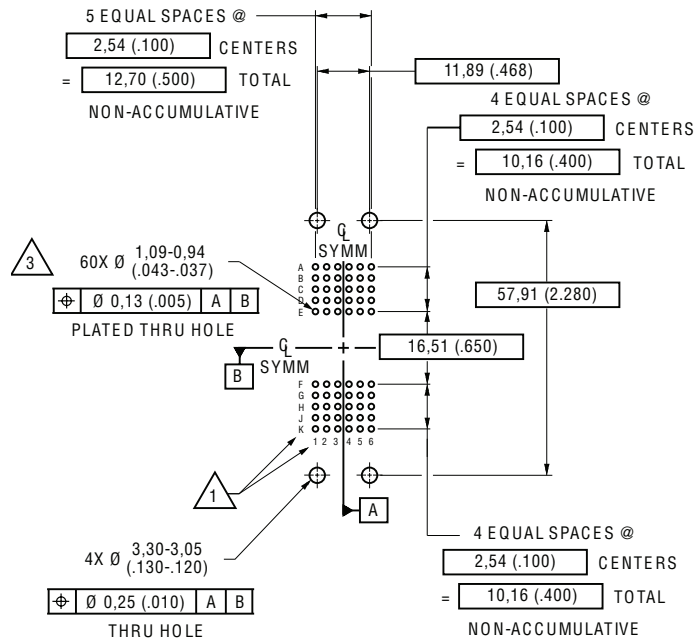 5 EQUAL SPACES @
2,54 (.100) CENTERS
= 12,70 (.500) TOTAL
NON-ACCUMULATIVE
11,89 (.468)
4 EQUAL SPACES @
2,54 (.100) CENTERS
= 10,16 (.400) TOTAL
NON-ACCUMULATIVE
CL
SYMM
3
60X Ø 1,09-0,94
(.043-.037)
⌖ Ø 0,13 (.005) A B
PLATED THRU HOLE
A
B
C
D
E
57,91 (2.280)
16,51 (.650)
CL
SYMM
B
F
G
H
J
K
1 2 3 4 5 6
1
A
4X Ø 3,30-3,05
(.130-.120)
⌖ Ø 0,25 (.010) A B
THRU HOLE
4 EQUAL SPACES @
2,54 (.100) CENTERS
= 10,16 (.400) TOTAL
NON-ACCUMULATIVE